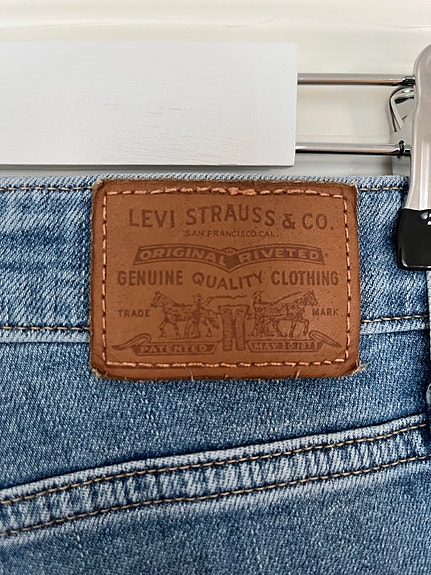 LEVI STRAUSS & CO.
SAN FRANCISCO, CAL.
ORIGINAL RIVETED
GENUINE QUALITY CLOTHING
TRADE MARK
PATENTED MAY 20 1873